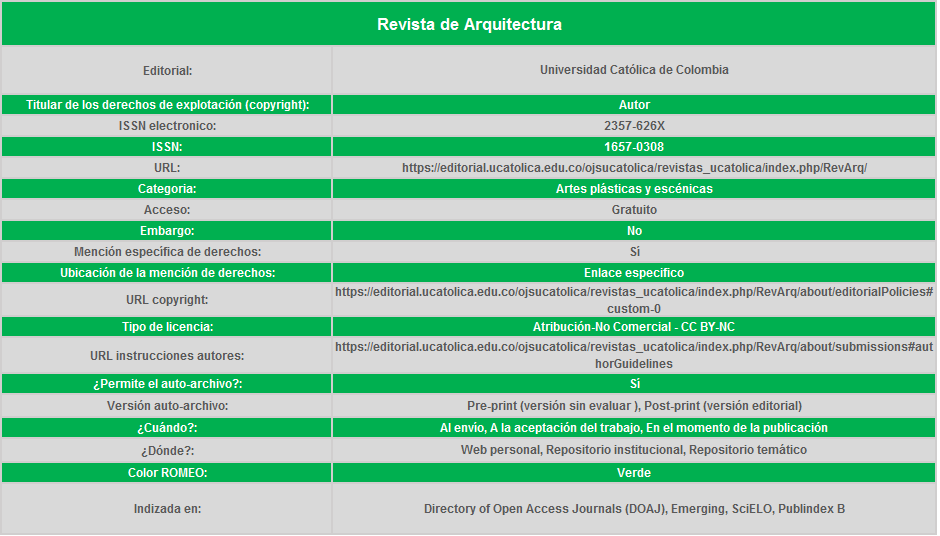 Revista de Arquitectura
Editorial: Universidad Católica de Colombia
Titular de los derechos de explotación (copyright): Autor
ISSN electronico: 2357-626X
ISSN: 1657-0308
URL: https://editorial.ucatolica.edu.co/ojsucatolica/revistas_ucatolica/index.php/RevArq/
Categoria: Artes plásticas y escénicas
Acceso: Gratuito
Embargo: No
Mención específica de derechos: Sí
Ubicación de la mención de derechos: Enlace especifico
URL copyright: https://editorial.ucatolica.edu.co/ojsucatolica/revistas_ucatolica/index.php/RevArq/about/editorialPolicies#
custom-0
Tipo de licencia: Atribución-No Comercial - CC BY-NC
URL instrucciones autores: https://editorial.ucatolica.edu.co/ojsucatolica/revistas_ucatolica/index.php/RevArq/about/submissions#aut
horGuidelines
¿Permite el auto-archivo?: Sí
Versión auto-archivo: Pre-print (versión sin evaluar ), Post-print (versión editorial)
¿Cuándo?: Al envío, A la aceptación del trabajo, En el momento de la publicación
¿Dónde?: Web personal, Repositorio institucional, Repositorio temático
Color ROMEO: Verde
Indizada en: Directory of Open Access Journals (DOAJ), Emerging, SciELO, Publindex B